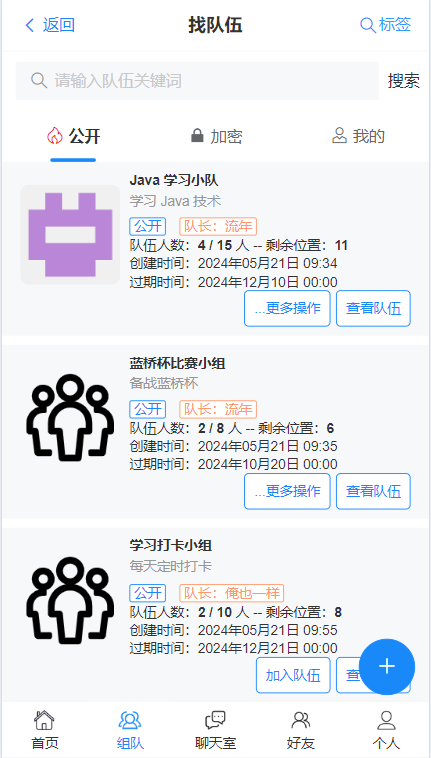 返回 找队伍 标签
请输入队伍关键词 搜索
公开 加密 我的
Java 学习小队
学习 Java 技术
公开 队长：流年
队伍人数：4 / 15 人 -- 剩余位置：11
创建时间：2024年05月21日 09:34
过期时间：2024年12月10日 00:00
...更多操作 查看队伍
蓝桥杯比赛小组
备战蓝桥杯
公开 队长：流年
队伍人数：2 / 8 人 -- 剩余位置：6
创建时间：2024年05月21日 09:35
过期时间：2024年10月20日 00:00
...更多操作 查看队伍
学习打卡小组
每天定时打卡
公开 队长：俺也一样
队伍人数：2 / 10 人 -- 剩余位置：8
创建时间：2024年05月21日 09:55
过期时间：2024年12月21日 00:00
加入队伍 查
首页 组队 聊天室 好友 个人